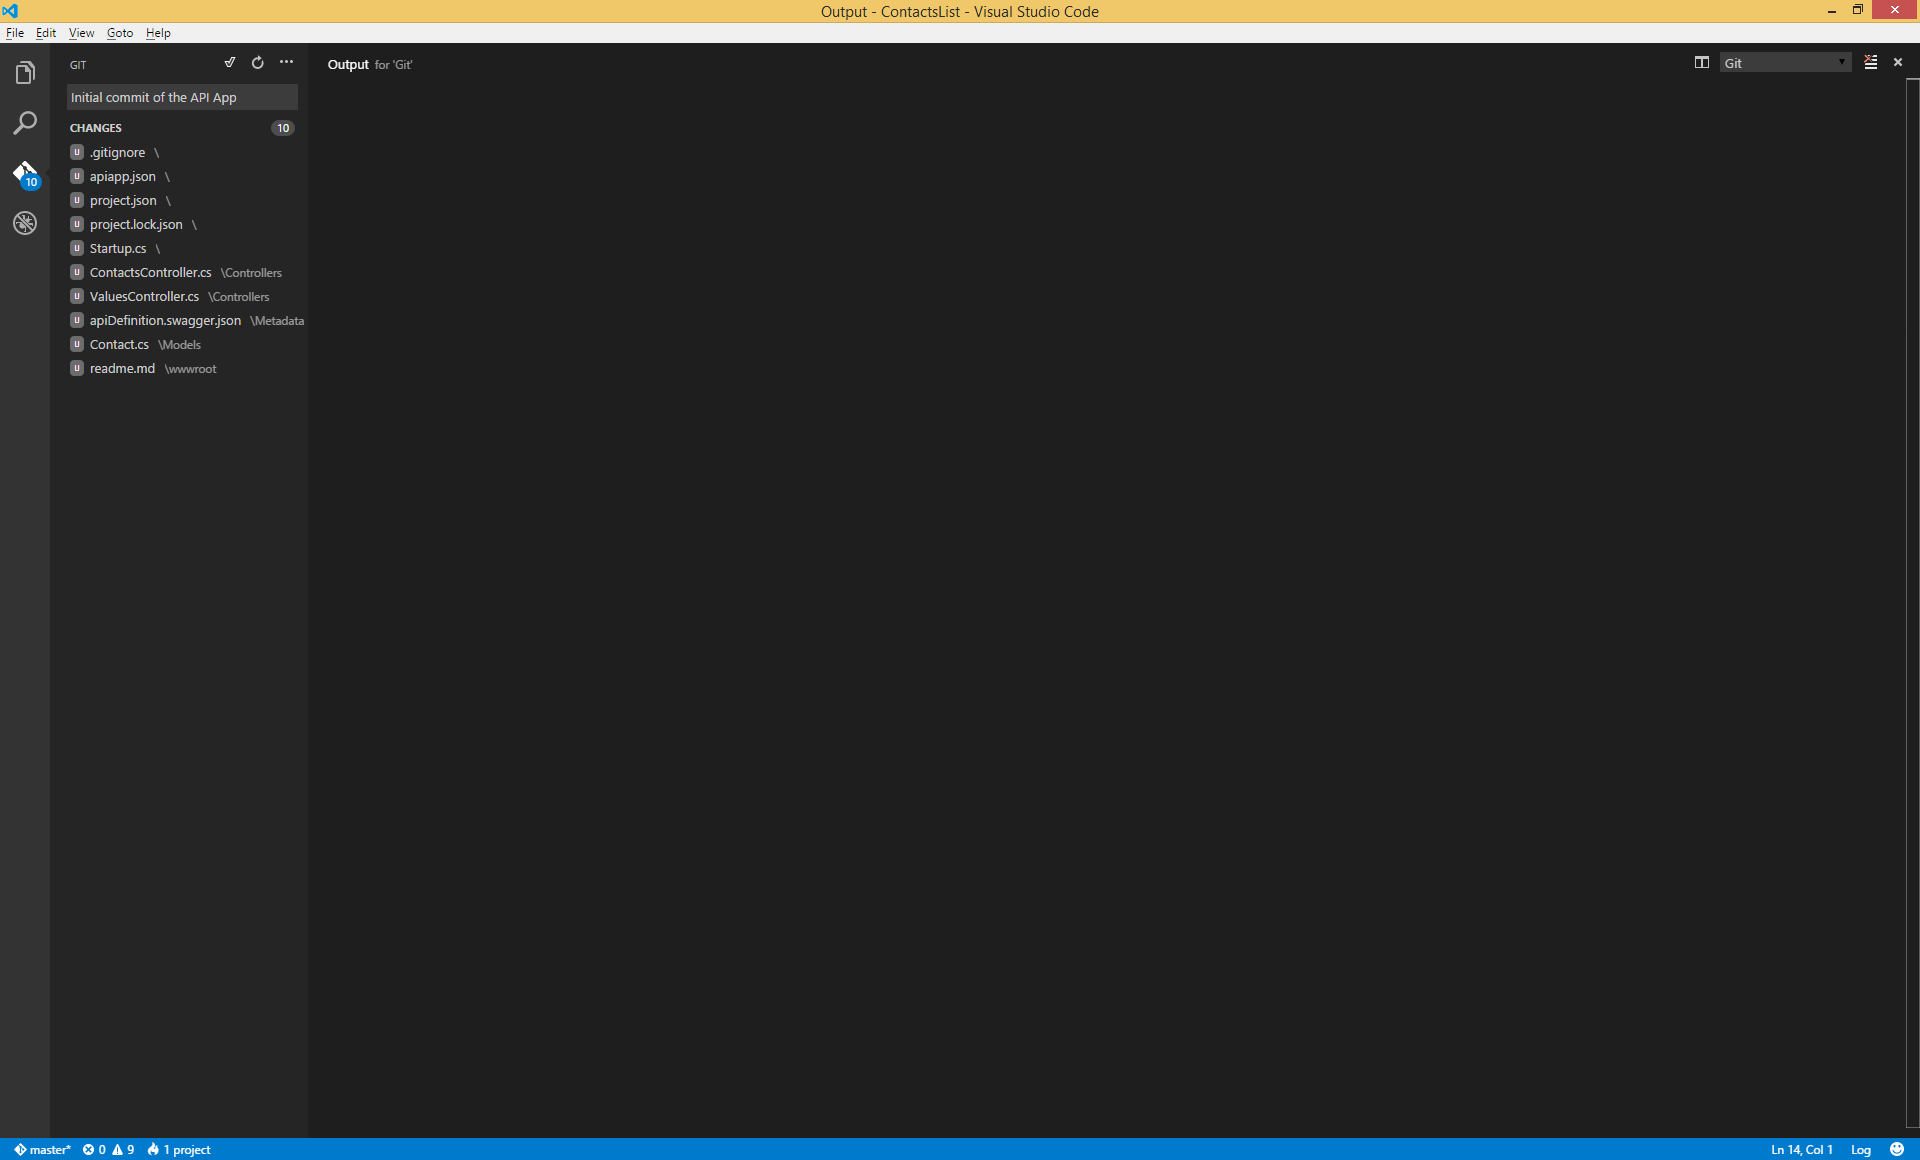 Output - ContactsList - Visual Studio Code
File Edit View Goto Help
GIT
Output for 'Git'
Git
Initial commit of the API App
CHANGES 10
U .gitignore \
U apiapp.json \
U project.json \
U project.lock.json \
U Startup.cs \
U ContactsController.cs \Controllers
U ValuesController.cs \Controllers
U apiDefinition.swagger.json \Metadata
U Contact.cs \Models
U readme.md \wwwroot
10
master* 0 9 1 project
Ln 14, Col 1 Log